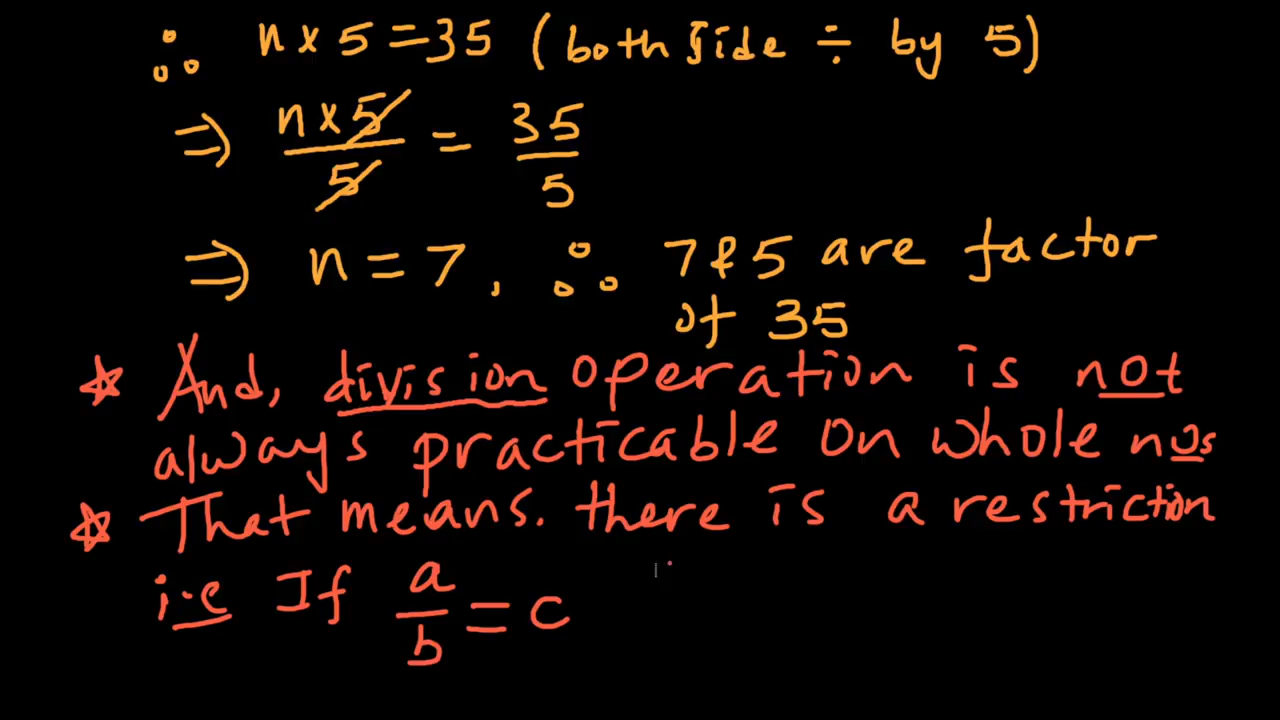 ∴ n × 5 = 35 (both side ÷ by 5)
⇒ n × 5 / 5 = 35 / 5
⇒ n = 7, ∴ 7 & 5 are factor
of 35
☆ And, division operation is not
always practicable on whole nos
☆ That means. there is a restriction
i.e If a / b = c